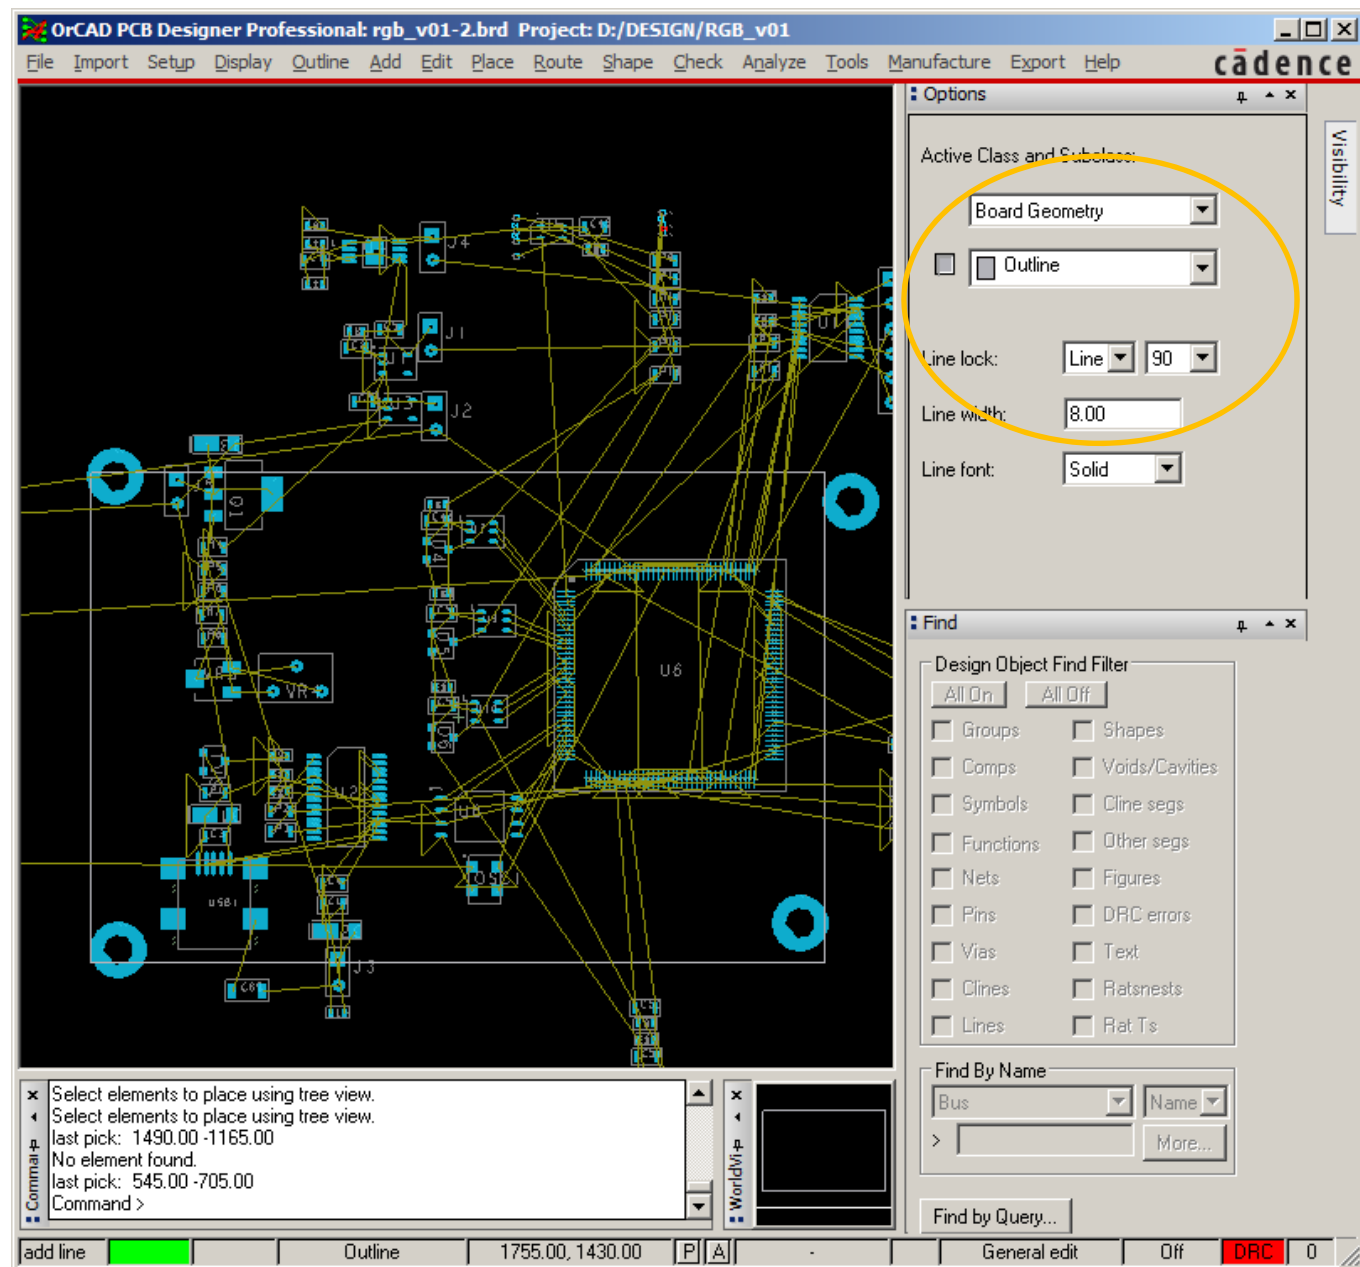 OrCAD PCB Designer Professional: rgb_v01-2.brd Project: D:/DESIGN/RGB_v01
File Import Setup Display Outline Add Edit Place Route Shape Check Analyze Tools Manufacture Export Help
cādence
Options
Visibility
Active Class and Subclass:
Board Geometry
Outline
Line lock: Line 90
Line width: 8.00
Line font: Solid
J4
J1
J2
Q1
U6
VR
U2
USB1
J3
Find
Design Object Find Filter
All On All Off
Groups Shapes
Comps Voids/Cavities
Symbols Cline segs
Functions Other segs
Nets Figures
Pins DRC errors
Vias Text
Clines Ratsnests
Lines Rat Ts
Find By Name
Bus Name
> More...
Find by Query...
Select elements to place using tree view.
Select elements to place using tree view.
last pick: 1490.00 -1165.00
No element found.
last pick: 545.00 -705.00
Command >
WorldVi
add line Outline 1755.00, 1430.00 P A - General edit Off DRC 0